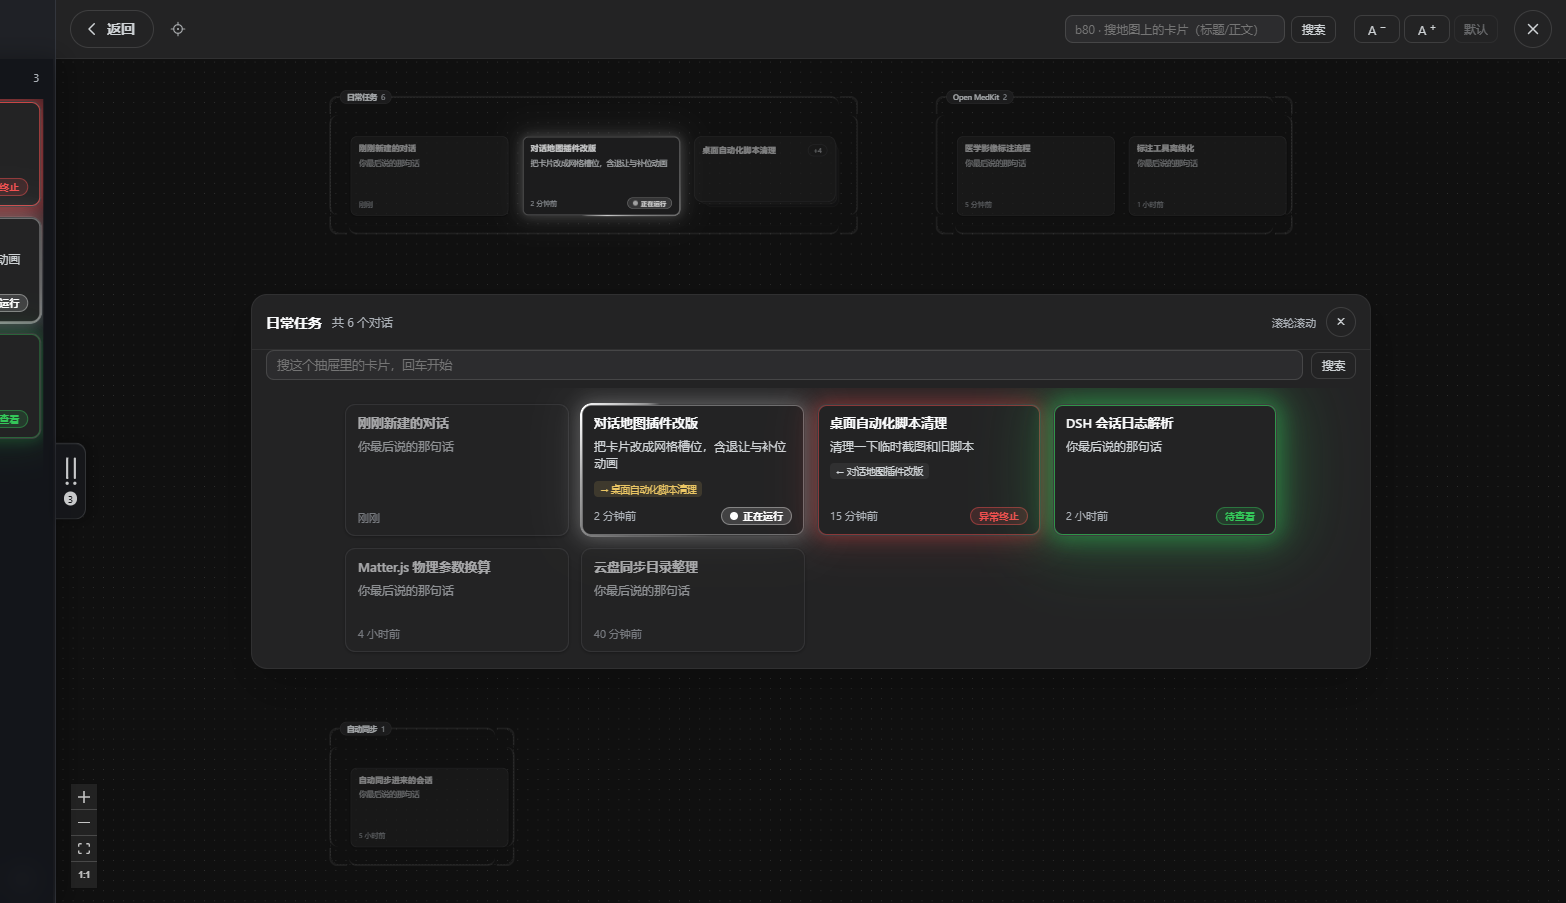 返回
b80 · 搜地图上的卡片（标题/正文）
搜索
A⁻
A⁺
默认
3
终止
动画
运行
查看
3
日常任务 6
刚刚新建的对话
你最后说的那句话
刚刚
对话地图插件改版
把卡片改成网格槽位，含退让与补位动画
2 分钟前
正在运行
桌面自动化脚本清理
+4
Open MedKit 2
医学影像标注流程
你最后说的那句话
5 分钟前
标注工具离线化
你最后说的那句话
1 小时前
日常任务 共 6 个对话
滚轮滚动
搜这个抽屉里的卡片，回车开始
搜索
刚刚新建的对话
你最后说的那句话
刚刚
对话地图插件改版
把卡片改成网格槽位，含退让与补位
动画
→ 桌面自动化脚本清理
2 分钟前
正在运行
桌面自动化脚本清理
清理一下临时截图和旧脚本
← 对话地图插件改版
15 分钟前
异常终止
DSH 会话日志解析
你最后说的那句话
2 小时前
待查看
Matter.js 物理参数换算
你最后说的那句话
4 小时前
云盘同步目录整理
你最后说的那句话
40 分钟前
自动同步 1
自动同步进来的会话
你最后说的那句话
5 小时前
1:1